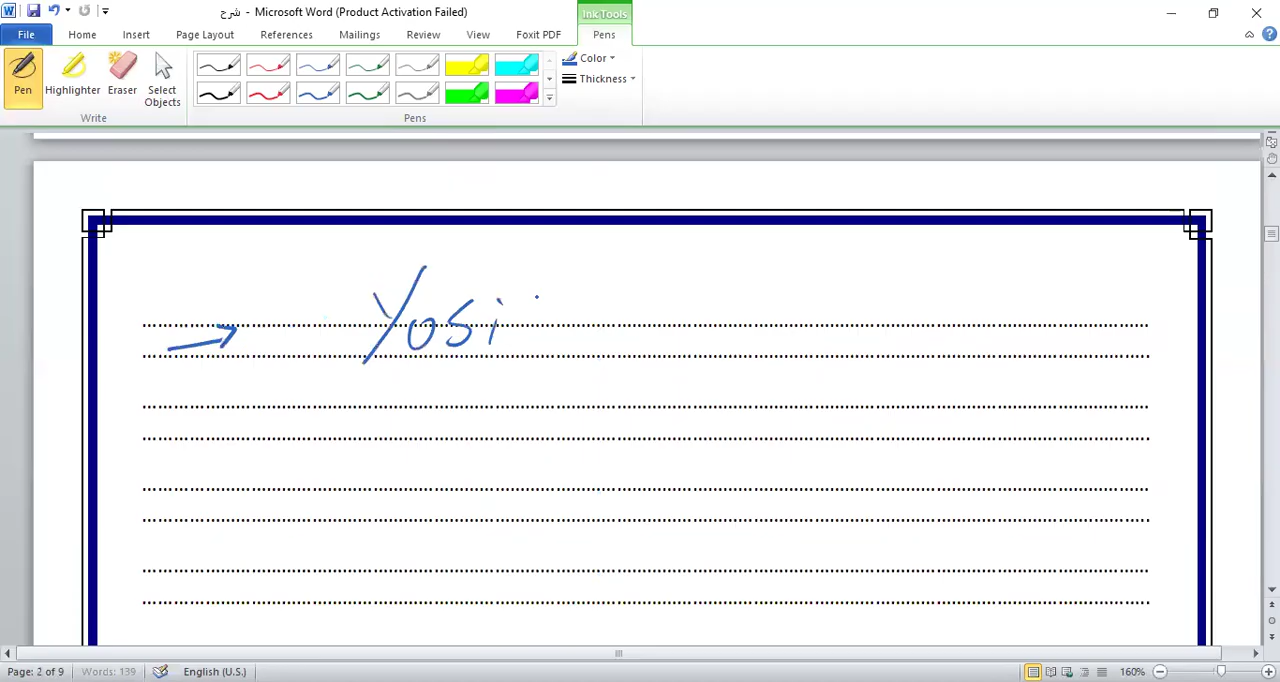 شرح - Microsoft Word (Product Activation Failed)
Ink Tools
File Home Insert Page Layout References Mailings Review View Foxit PDF Pens
Pen Highlighter Eraser Select Objects
Color
Thickness
Write Pens
→ Yosi
Page: 2 of 9 Words: 139 English (U.S.) 160%